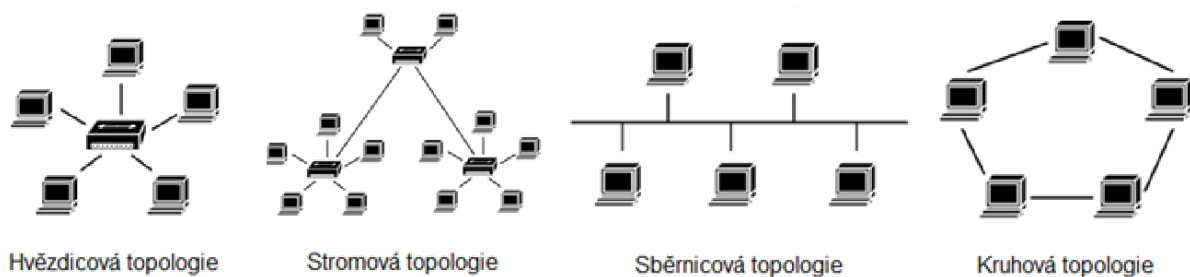 Hvězdicová topologie
Stromová topologie
Sběrnicová topologie
Kruhová topologie